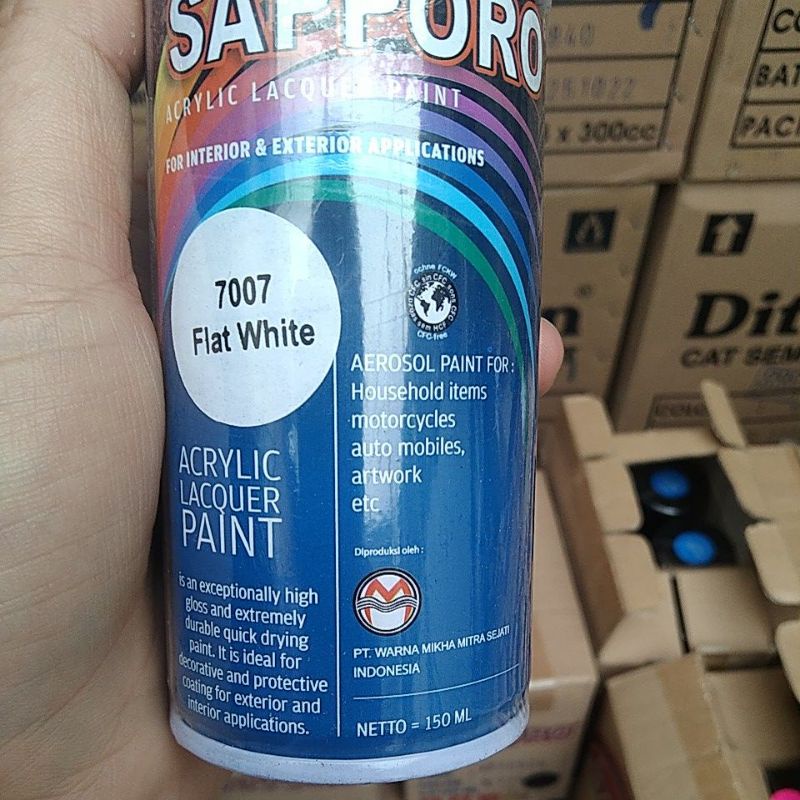 SAPPORO
ACRYLIC LACQUER PAINT
FOR INTERIOR & EXTERIOR APPLICATIONS
7007
Flat White
ochne FCKW
CFC-free
AEROSOL PAINT FOR :
Household items
motorcycles
auto mobiles,
artwork
etc
ACRYLIC
LACQUER
PAINT
is an exceptionally high
gloss and extremely
durable quick drying
paint. It is ideal for
decorative and protective
coating for exterior and
interior applications.
Diproduksi oleh :
PT. WARNA MIKHA MITRA SEJATI
INDONESIA
NETTO = 150 ML
x 300cc